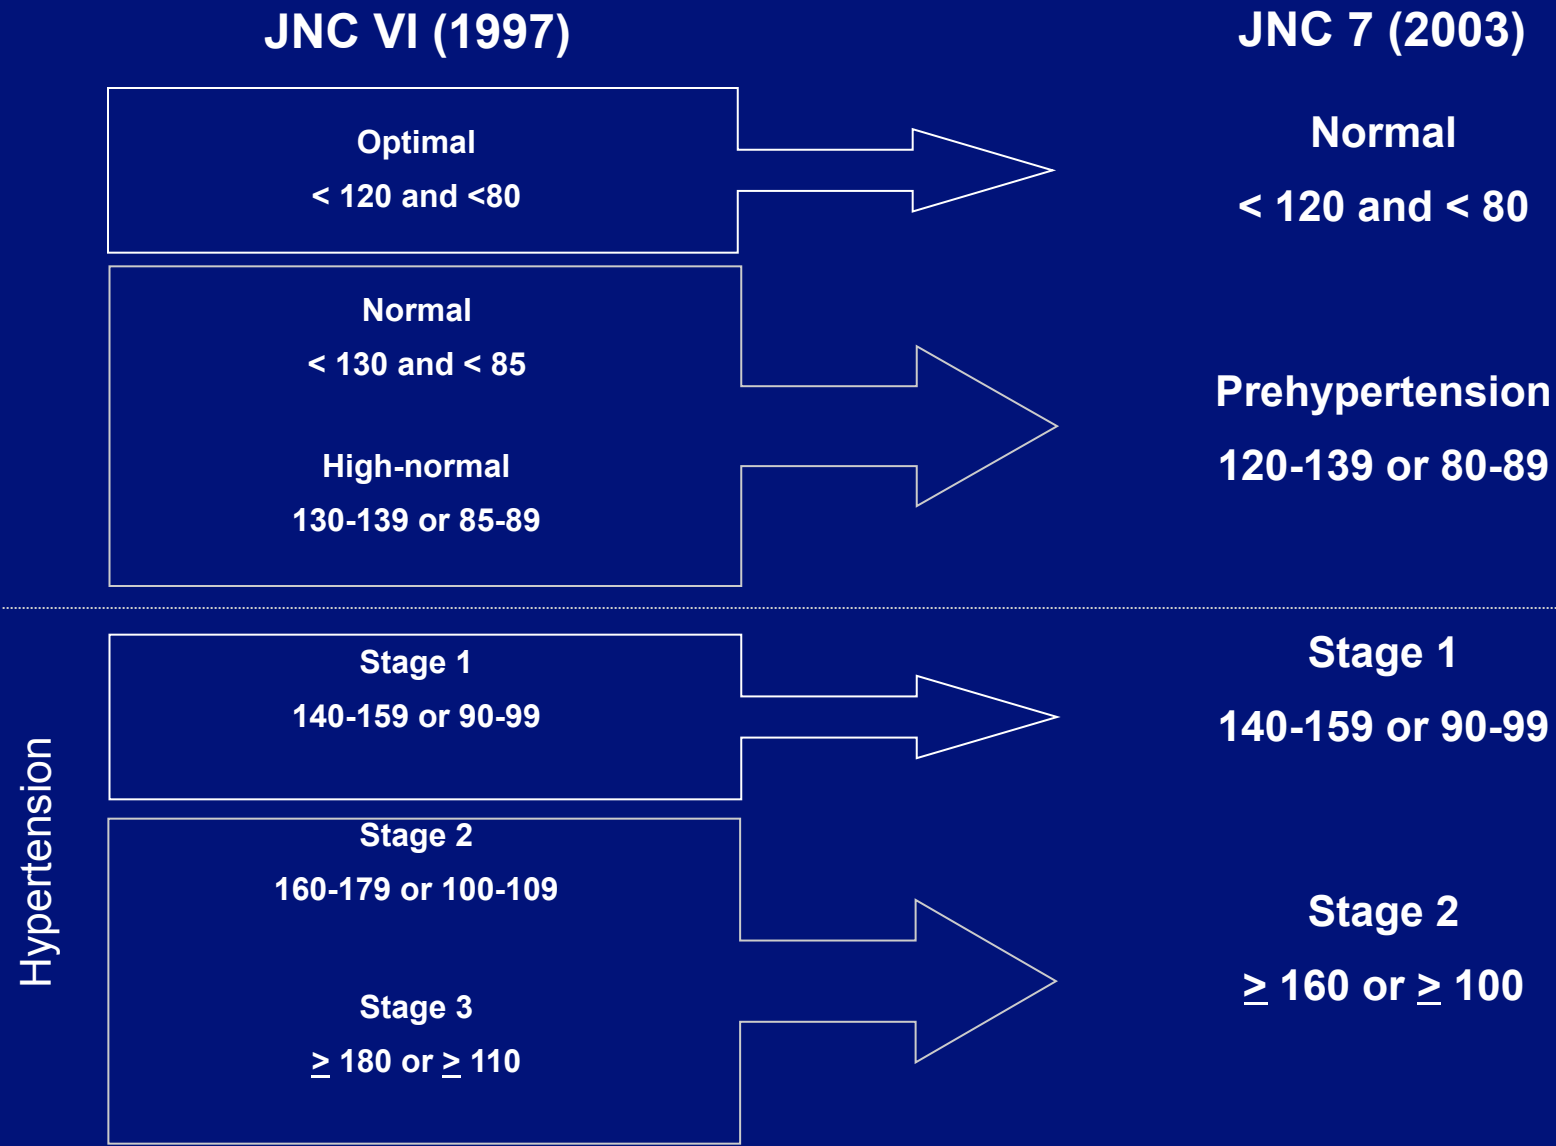 JNC VI (1997)
JNC 7 (2003)
Optimal
< 120 and <80
Normal
< 120 and < 80
Normal
< 130 and < 85
High-normal
130-139 or 85-89
Prehypertension
120-139 or 80-89
Hypertension
Stage 1
140-159 or 90-99
Stage 1
140-159 or 90-99
Stage 2
160-179 or 100-109
Stage 3
≥ 180 or ≥ 110
Stage 2
≥ 160 or ≥ 100